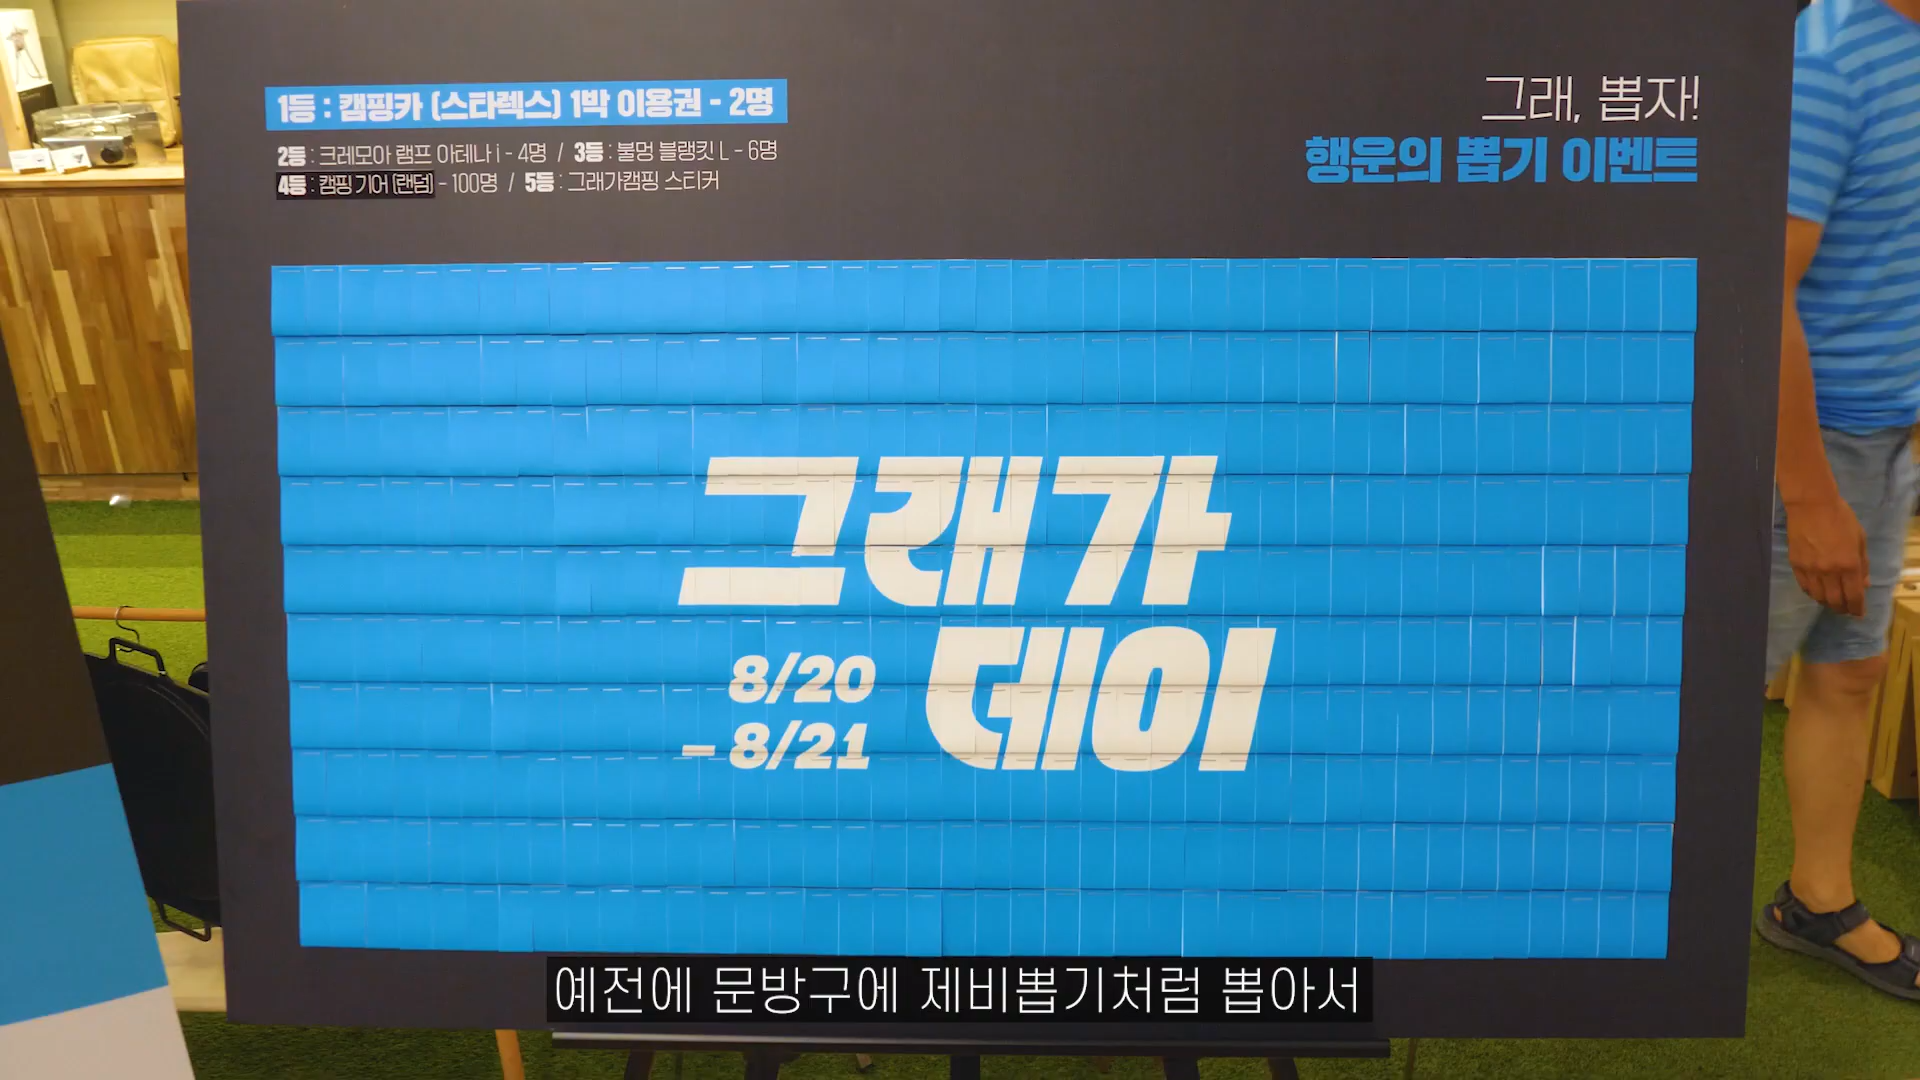 1등 : 캠핑카 (스타렉스) 1박 이용권 - 2명
2등 : 크레모아 램프 아테나 i - 4명 / 3등 : 불멍 블랭킷 L - 6명
4등 : 캠핑 기어 (랜덤) - 100명 / 5등 : 그래가캠핑 스티커
그래, 뽑자!
행운의 뽑기 이벤트
그래가
데이
8/20
- 8/21
예전에 문방구에 제비뽑기처럼 뽑아서